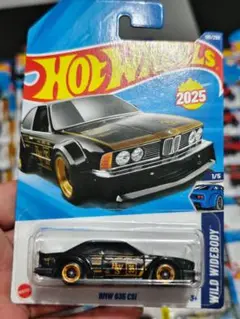 HOT WHEELS
2025
1/5
WILD WIDEBODY
BMW 635 CSi